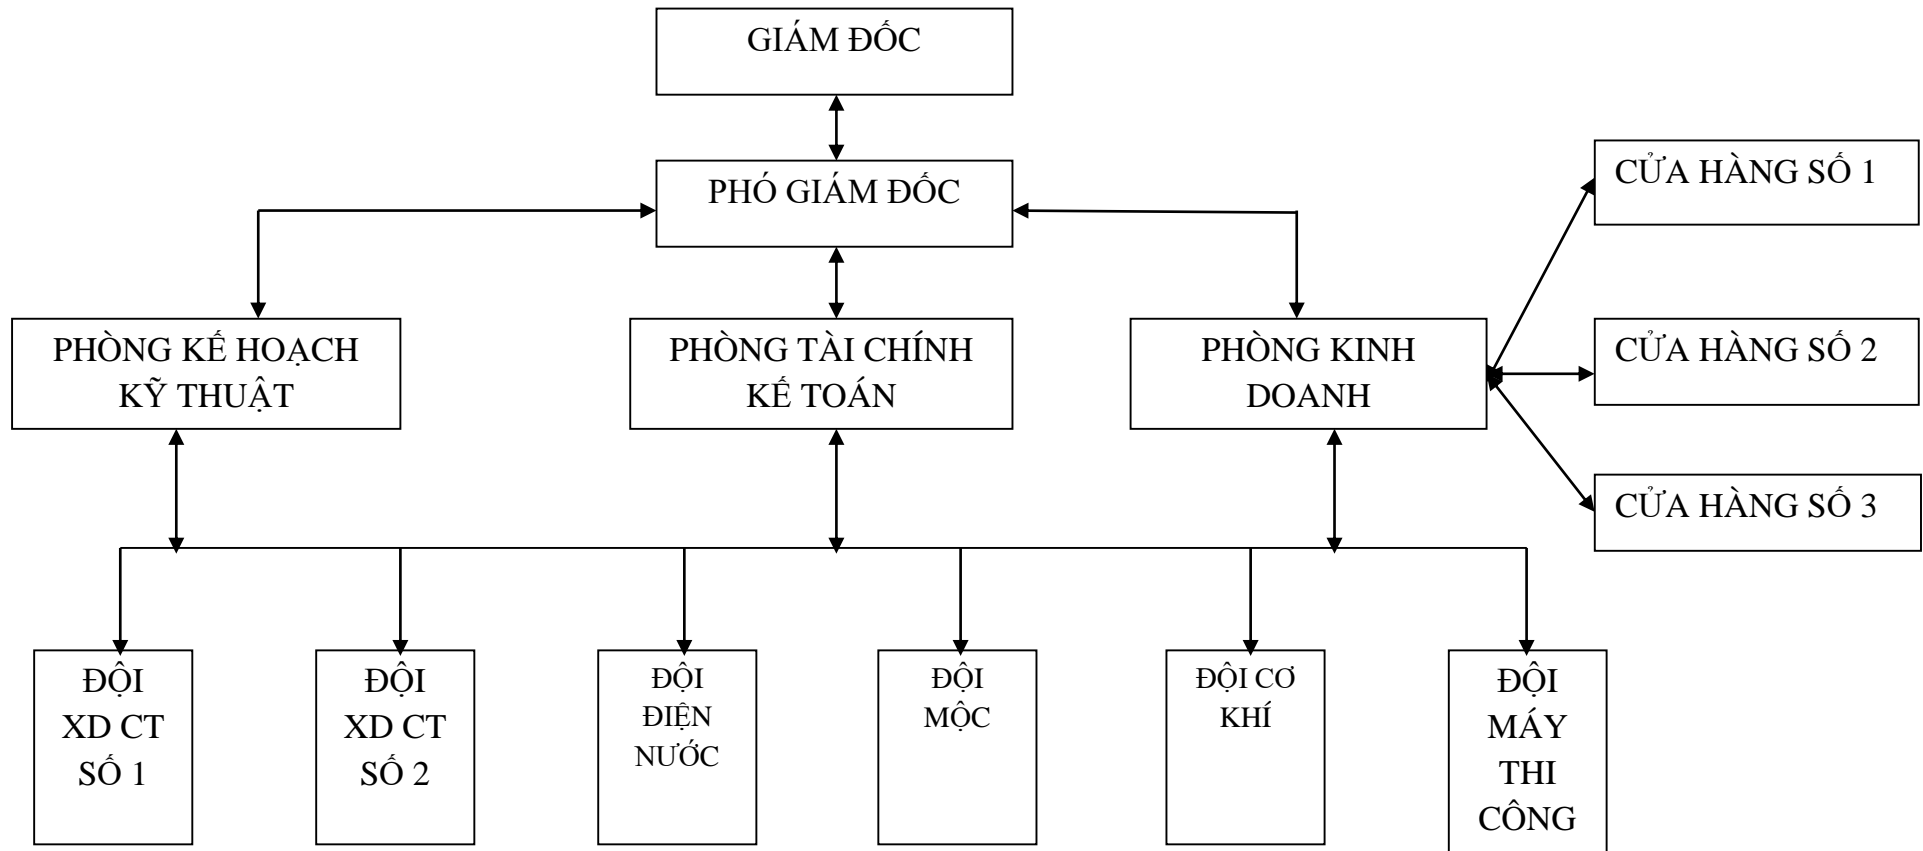 GIÁM ĐỐC
PHÓ GIÁM ĐỐC
CỬA HÀNG SỐ 1
PHÒNG KẾ HOẠCH
KỸ THUẬT
PHÒNG TÀI CHÍNH
KẾ TOÁN
PHÒNG KINH
DOANH
CỬA HÀNG SỐ 2
CỬA HÀNG SỐ 3
ĐỘI
XD CT
SỐ 1
ĐỘI
XD CT
SỐ 2
ĐỘI
ĐIỆN
NƯỚC
ĐỘI
MỘC
ĐỘI CƠ
KHÍ
ĐỘI
MÁY
THI
CÔNG